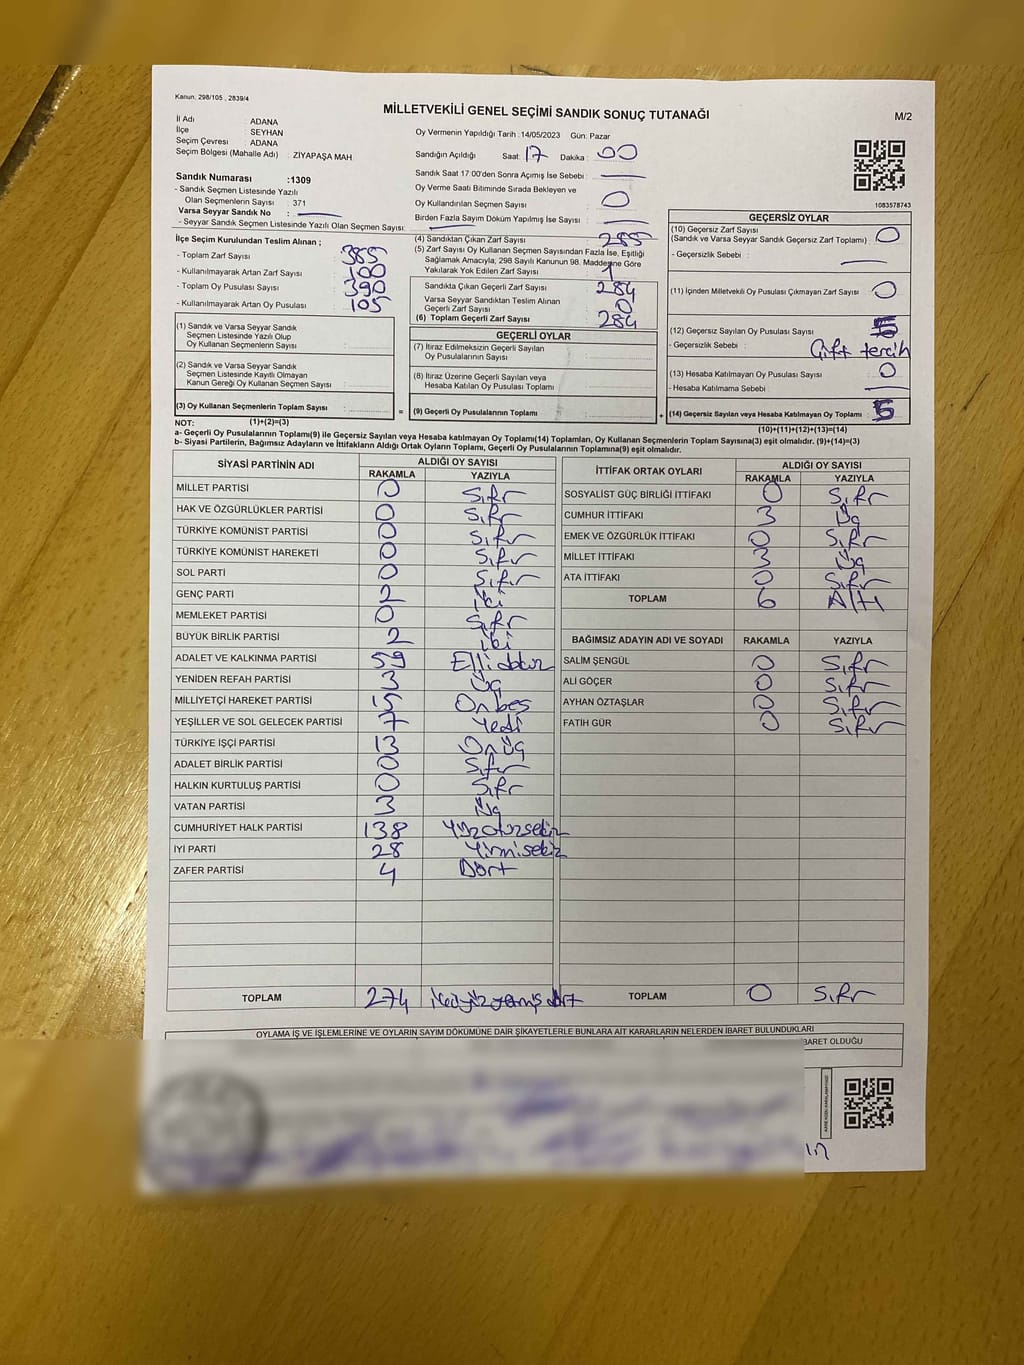 Kanun, 298/105 , 2839/4
MİLLETVEKİLİ GENEL SEÇİMİ SANDIK SONUÇ TUTANAĞI
M/2
İl Adı : ADANA
İlçe : SEYHAN
Seçim Çevresi : ADANA
Seçim Bölgesi (Mahalle Adı) : ZİYAPAŞA MAH
Sandık Numarası :1309
- Sandık Seçmen Listesinde Yazılı
Olan Seçmenlerin Sayısı : 371
Varsa Seyyar Sandık No :
- Seyyar Sandık Seçmen Listesinde Yazılı Olan Seçmen Sayısı:
Oy Vermenin Yapıldığı Tarih :14/05/2023 Gün: Pazar
Sandığın Açıldığı Saat: 17 Dakika : 00
Sandık Saat 17:00'den Sonra Açımış İse Sebebi :
Oy Verme Saati Bitiminde Sırada Bekleyen ve
Oy Kullandırılan Seçmen Sayısı : 0
Birden Fazla Sayım Döküm Yapılmış İse Sayısı :
1083578743
İlçe Seçim Kurulundan Teslim Alınan ;
- Toplam Zarf Sayısı : 385
- Kullanılmayarak Artan Zarf Sayısı : 100
- Toplam Oy Pusulası Sayısı : 390
- Kullanılmayarak Artan Oy Pusulası : 105
(4) Sandıktan Çıkan Zarf Sayısı : 285
(5) Zarf Sayısı Oy Kullanan Seçmen Sayısından Fazla İse, Eşitliği
Sağlamak Amacıyla, 298 Sayılı Kanunun 98. Maddesine Göre
Yakılarak Yok Edilen Zarf Sayısı : 1
Sandıkta Çıkan Geçerli Zarf Sayısı : 284
Varsa Seyyar Sandıktan Teslim Alınan
Geçerli Zarf Sayısı : 0
(6) Toplam Geçerli Zarf Sayısı : 284
GEÇERSİZ OYLAR
(10) Geçersiz Zarf Sayısı
(Sandık ve Varsa Seyyar Sandık Geçersiz Zarf Toplamı) : 0
- Geçersiz Sebebi :
(11) İçinden Milletvekili Oy Pusulası Çıkmayan Zarf Sayısı : 0
(12) Geçersiz Sayılan Oy Pusulası Sayısı : 5
- Geçersizlik Sebebi : Çift tercih
(13) Hesaba Katılmayan Oy Pusulası Sayısı : 0
- Hesaba Katılmama Sebebi :
(14) Geçersiz Sayılan veya Hesaba Katılmayan Oy Toplamı : 5
(1) Sandık ve Varsa Seyyar Sandık
Seçmen Listesinde Yazılı Olup
Oy Kullanan Seçmenlerin Sayısı :
(2) Sandık ve Varsa Seyyar Sandık
Seçmen Listesinde Kayıtlı Olmayan
Kanun Gereği Oy Kullanan Seçmen Sayısı :
(3) Oy Kullanan Seçmenlerin Toplam Sayısı : =
GEÇERLİ OYLAR
(7) İtiraz Edilmeksizin Geçerli Sayılan
Oy Pusulalarının Sayısı :
(8) İtiraz Üzerine Geçerli Sayılan veya
Hesaba Katılan Oy Pusulası Toplamı :
(9) Geçerli Oy Pusulalarının Toplamı : +
NOT: (1)+(2)=(3)
(10)+(11)+(12)+(13)=(14)
a- Geçerli Oy Pusulalarının Toplamı(9) ile Geçersiz Sayılan veya Hesaba katılmayan Oy Toplamı(14) Toplamları, Oy Kullanan Seçmenlerin Toplam Sayısına(3) eşit olmalıdır. (9)+(14)=(3)
b- Siyasi Partilerin, Bağımsız Adayların ve İttifakların Aldığı Ortak Oyların Toplamı, Geçerli Oy Pusulalarının Toplamına(9) eşit olmalıdır.
SİYASİ PARTİNİN ADI ALDIĞI OY SAYISI
RAKAMLA YAZIYLA
MİLLET PARTİSİ 0 Sıfır
HAK VE ÖZGÜRLÜKLER PARTİSİ 0 Sıfır
TÜRKİYE KOMÜNİST PARTİSİ 0 Sıfır
TÜRKİYE KOMÜNİST HAREKETİ 0 Sıfır
SOL PARTİ 0 Sıfır
GENÇ PARTİ 2 iki
MEMLEKET PARTİSİ 0 Sıfır
BÜYÜK BİRLİK PARTİSİ 2 iki
ADALET VE KALKINMA PARTİSİ 59 Ellidokuz
YENİDEN REFAH PARTİSİ 3 Üç
MİLLİYETÇİ HAREKET PARTİSİ 15 Onbeş
YEŞİLLER VE SOL GELECEK PARTİSİ 7 Yedi
TÜRKİYE İŞÇİ PARTİSİ 13 Onüç
ADALET BİRLİK PARTİSİ 0 Sıfır
HALKIN KURTULUŞ PARTİSİ 0 Sıfır
VATAN PARTİSİ 3 Üç
CUMHURİYET HALK PARTİSİ 138 Yüzotuzsekiz
İYİ PARTİ 28 Yirmisekiz
ZAFER PARTİSİ 4 Dört
TOPLAM 274 ikiyüzyetmiş dört
İTTİFAK ORTAK OYLARI ALDIĞI OY SAYISI
RAKAMLA YAZIYLA
SOSYALİST GÜÇ BİRLİĞİ İTTİFAKI 0 Sıfır
CUMHUR İTTİFAKI 3 Üç
EMEK VE ÖZGÜRLÜK İTTİFAKI 0 Sıfır
MİLLET İTTİFAKI 3 Üç
ATA İTTİFAKI 0 Sıfır
TOPLAM 6 Altı
BAĞIMSIZ ADAYIN ADI VE SOYADI RAKAMLA YAZIYLA
SALİM ŞENGÜL 0 Sıfır
ALİ GÖÇER 0 Sıfır
AYHAN ÖZTAŞLAR 0 Sıfır
FATİH GÜR 0 Sıfır
TOPLAM 0 Sıfır
OYLAMA İŞ VE İŞLEMLERİNE VE OYLARIN SAYIM DÖKÜMÜNE DAİR ŞİKAYETLERLE BUNLARA AİT KARARLARIN NELERDEN İBARET BULUNDUKLARI
BARET OLDUĞU